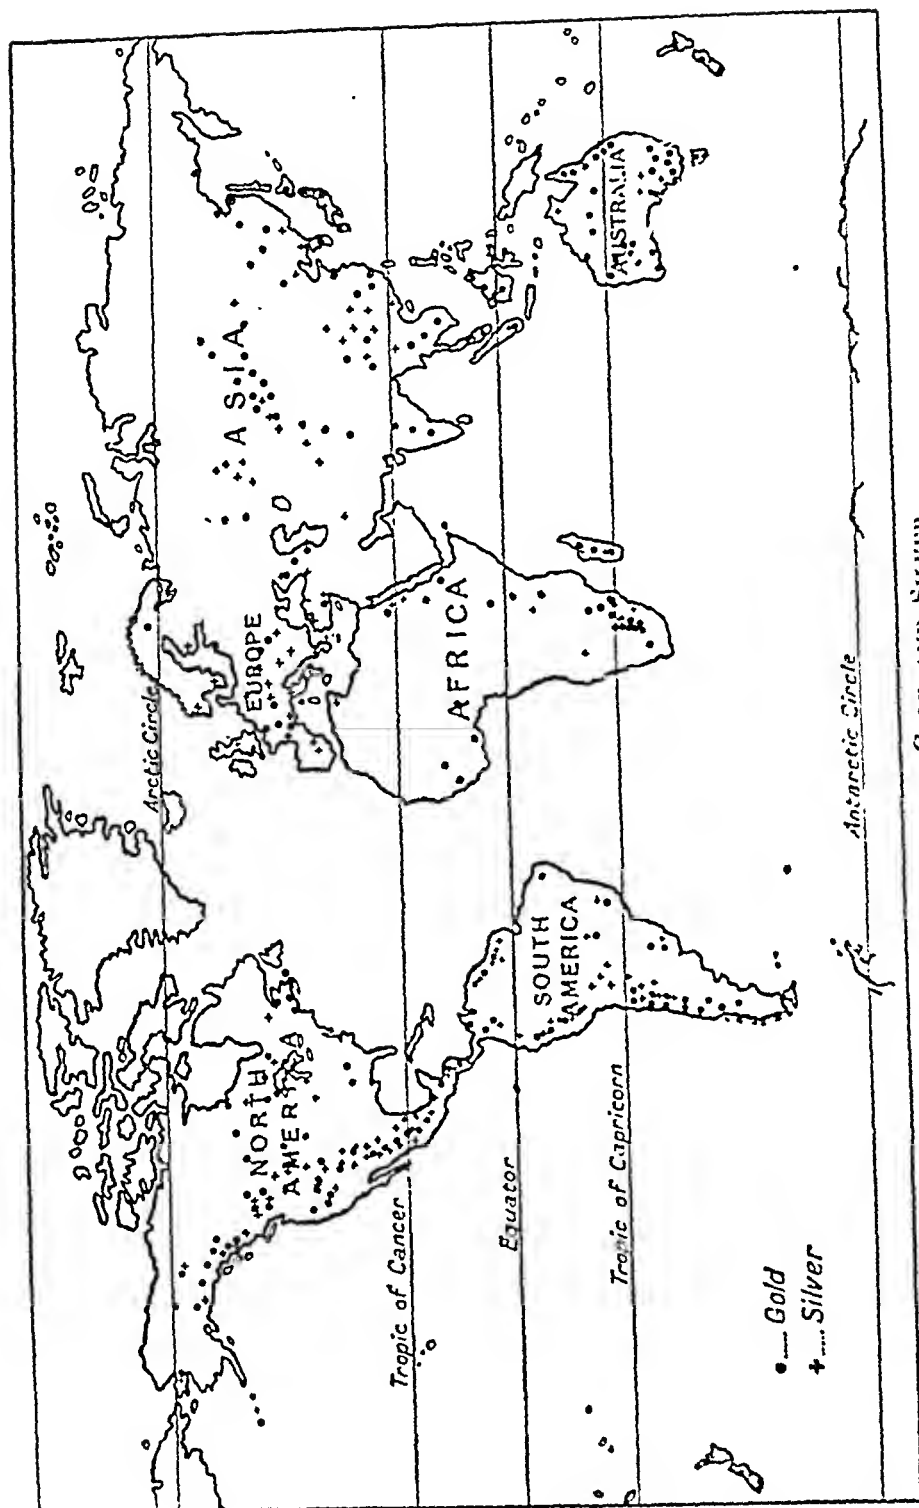 Arctic Circle
NORTH
AMERICA
EUROPE
ASIA
AFRICA
Tropic of Cancer
Equator
SOUTH
AMERICA
AUSTRALIA
Tropic of Capricorn
Gold
Silver
Antarctic Circle